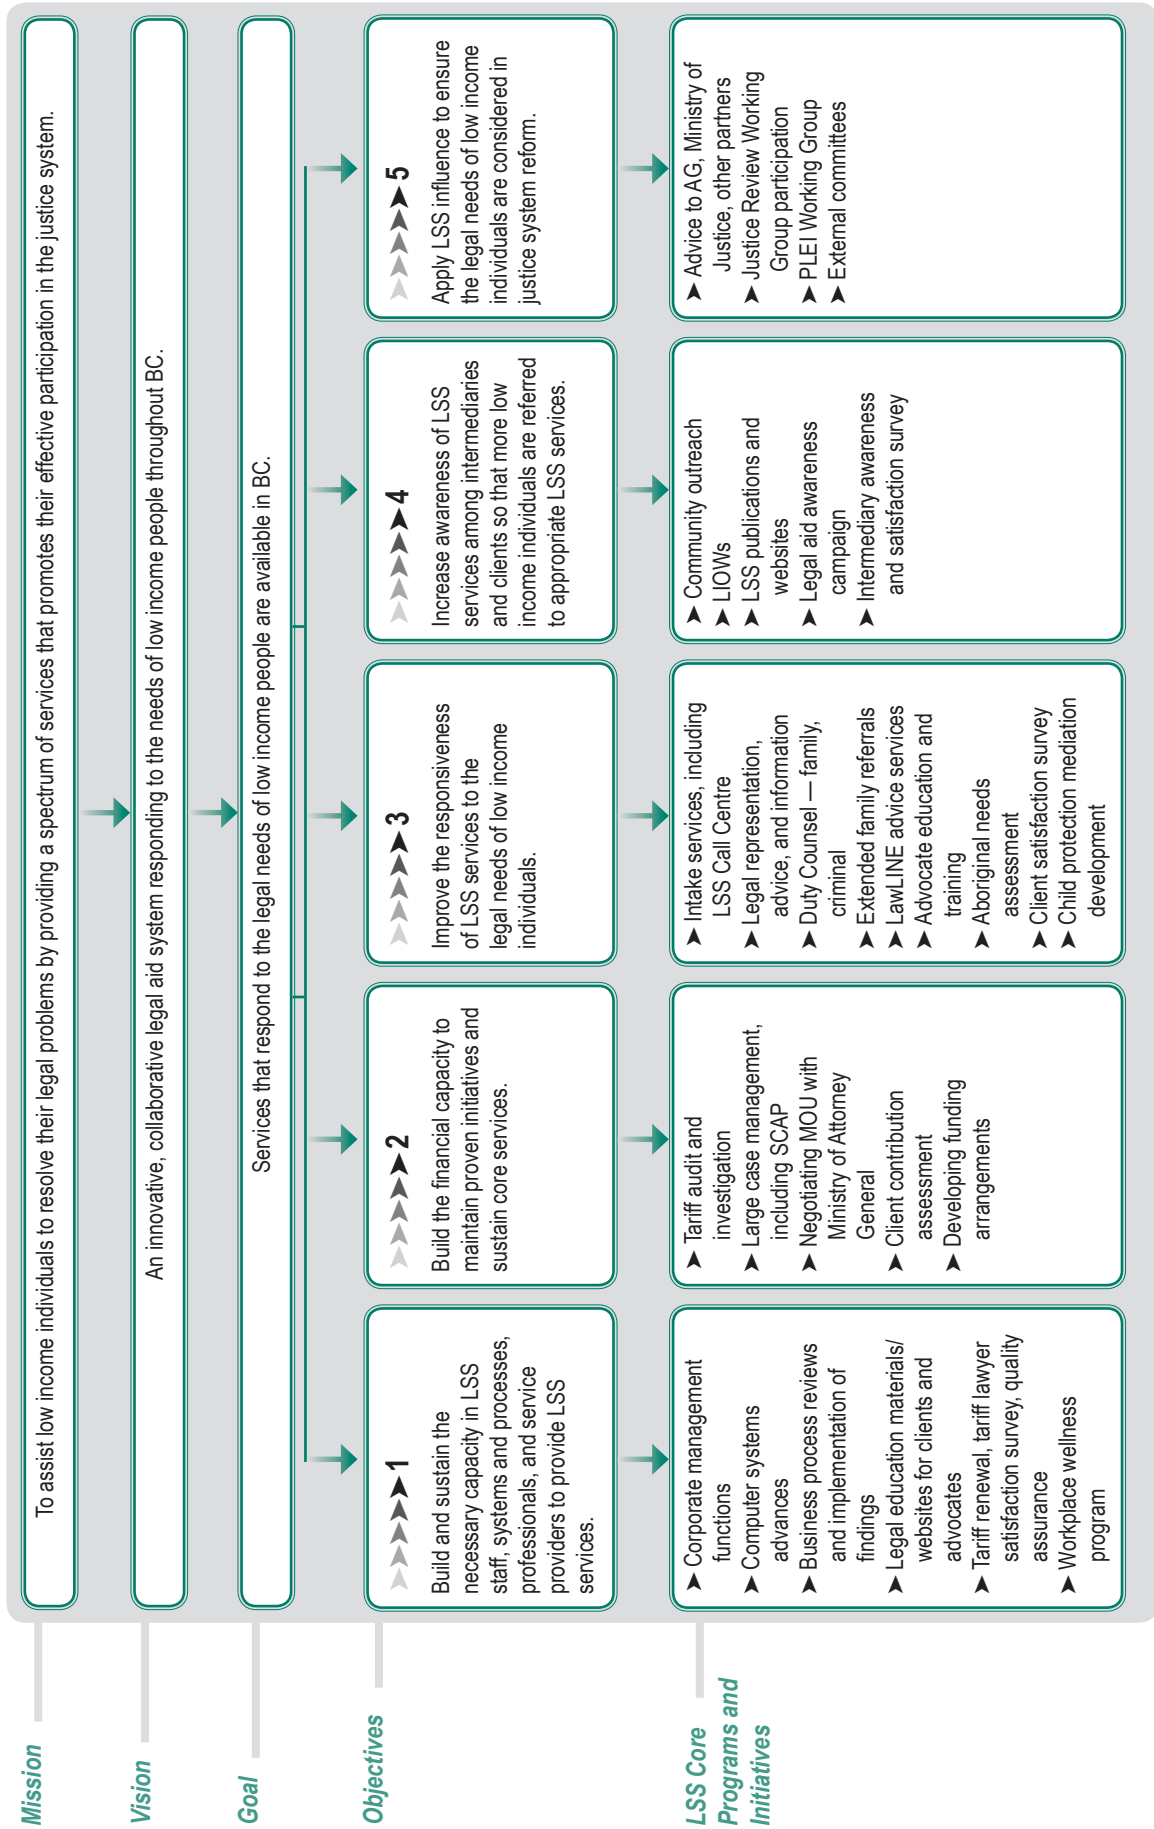 Mission
To assist low income individuals to resolve their legal problems by providing a spectrum of services that promotes their effective participation in the justice system.
Vision
An innovative, collaborative legal aid system responding to the needs of low income people throughout BC.
Goal
Services that respond to the legal needs of low income people are available in BC.
Objectives
1
Build and sustain the
necessary capacity in LSS
staff, systems and processes,
professionals, and service
providers to provide LSS
services.
2
Build the financial capacity to
maintain proven initiatives and
sustain core services.
3
Improve the responsiveness
of LSS services to the
legal needs of low income
individuals.
4
Increase awareness of LSS
services among intermediaries
and clients so that more low
income individuals are referred
to appropriate LSS services.
5
Apply LSS influence to ensure
the legal needs of low income
individuals are considered in
justice system reform.
LSS Core
Programs and
Initiatives
➤ Corporate management
functions
➤ Computer systems
advances
➤ Business process reviews
and implementation of
findings
➤ Legal education materials/
websites for clients and
advocates
➤ Tariff renewal, tariff lawyer
satisfaction survey, quality
assurance
➤ Workplace wellness
program
➤ Tariff audit and
investigation
➤ Large case management,
including SCAP
➤ Negotiating MOU with
Ministry of Attorney
General
➤ Client contribution
assessment
➤ Developing funding
arrangements
➤ Intake services, including
LSS Call Centre
➤ Legal representation,
advice, and information
➤ Duty Counsel — family,
criminal
➤ Extended family referrals
➤ LawLINE advice services
➤ Advocate education and
training
➤ Aboriginal needs
assessment
➤ Client satisfaction survey
➤ Child protection mediation
development
➤ Community outreach
➤ LIOWs
➤ LSS publications and
websites
➤ Legal aid awareness
campaign
➤ Intermediary awareness
and satisfaction survey
➤ Advice to AG, Ministry of
Justice, other partners
➤ Justice Review Working
Group participation
➤ PLEI Working Group
➤ External committees